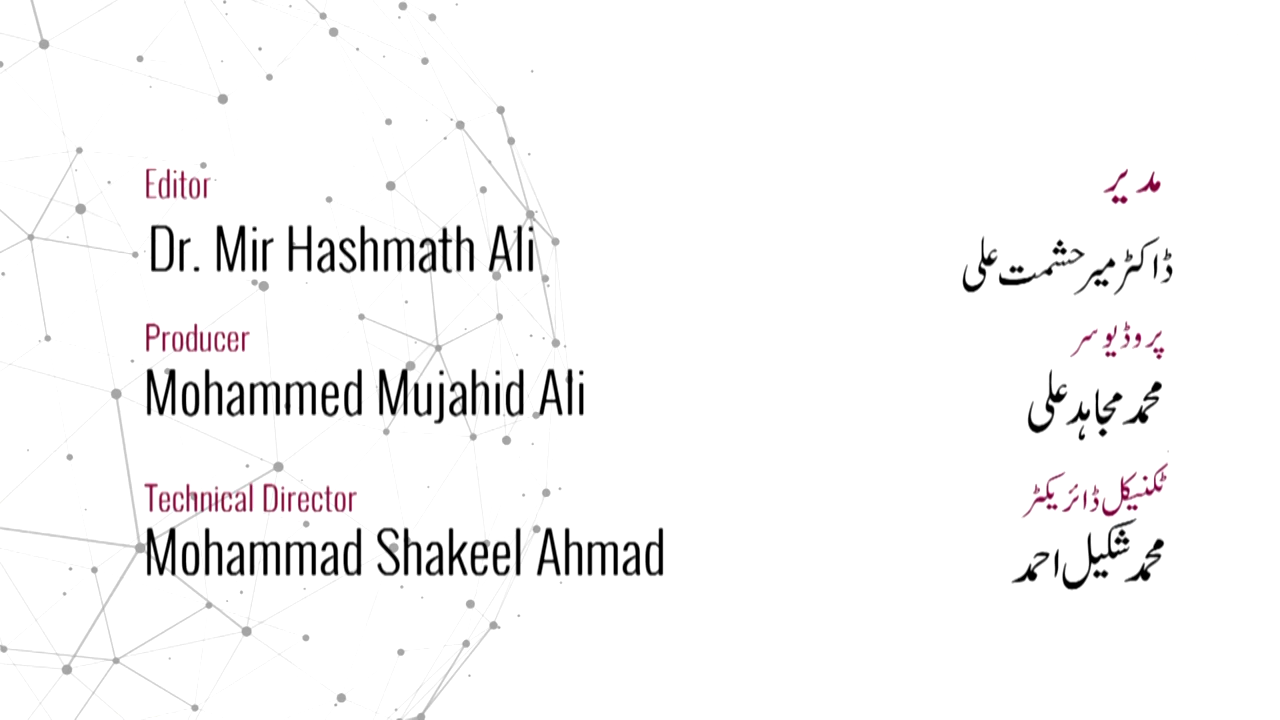 Editor
مدیر
Dr. Mir Hashmath Ali
ڈاکٹر میر حشمت علی
Producer
پروڈیوسر
Mohammed Mujahid Ali
محمد مجاہد علی
Technical Director
ٹکنیکل ڈائریکٹر
Mohammad Shakeel Ahmad
محمد شکیل احمد